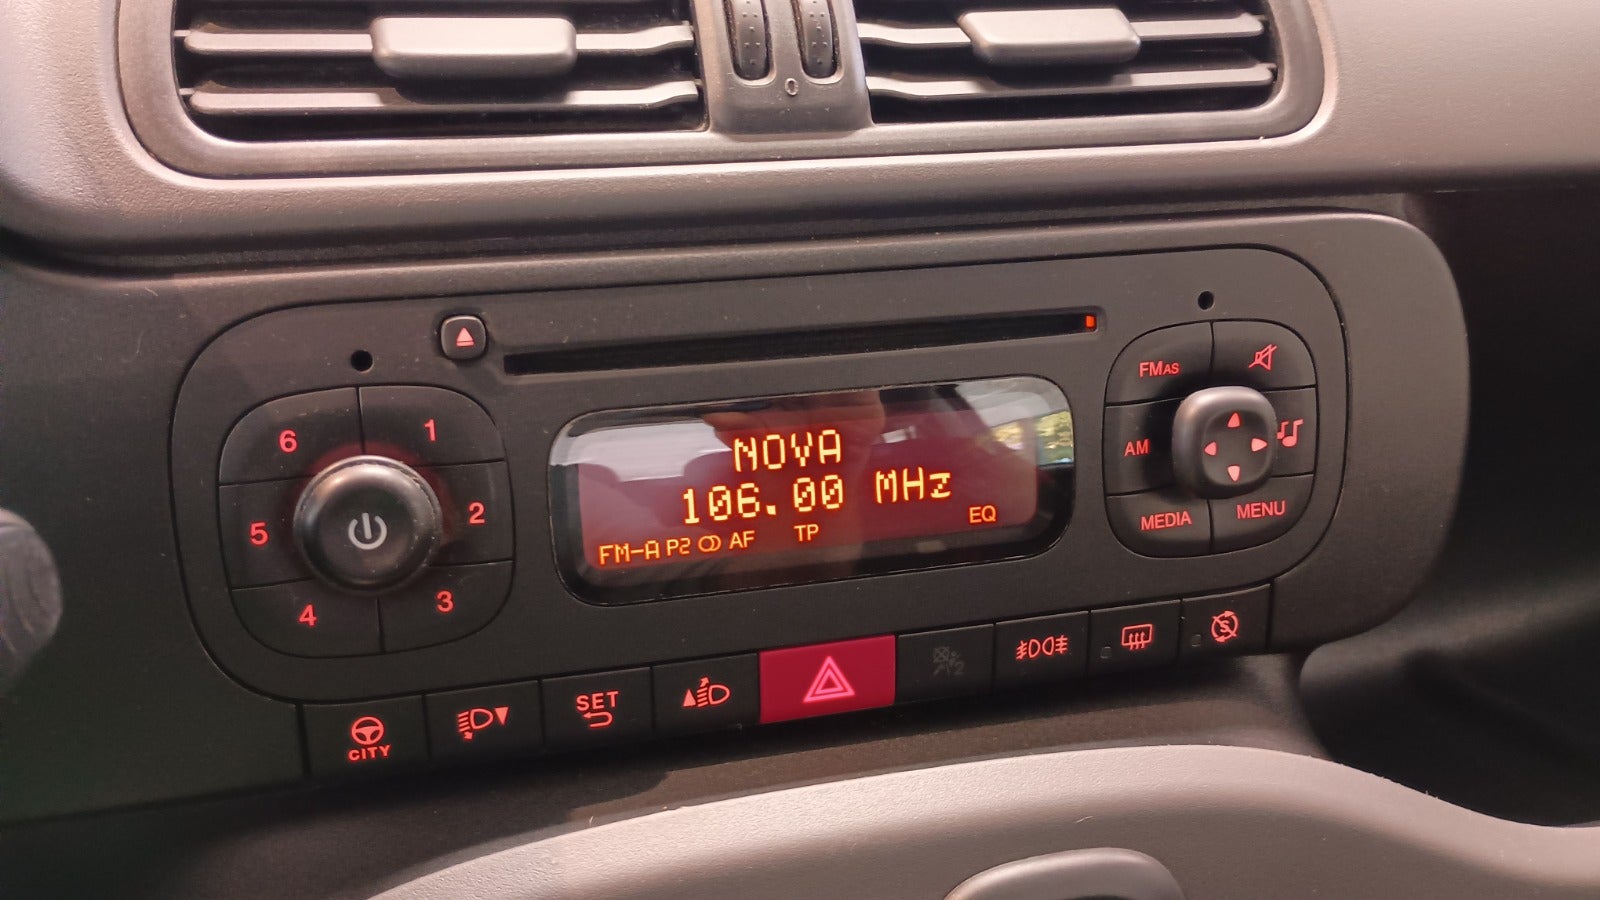 6
1
5
2
4
3
NOVA
106.00 MHz
FM-A P2 AF TP EQ
FMAS
AM
MEDIA
MENU
CITY
SET
0